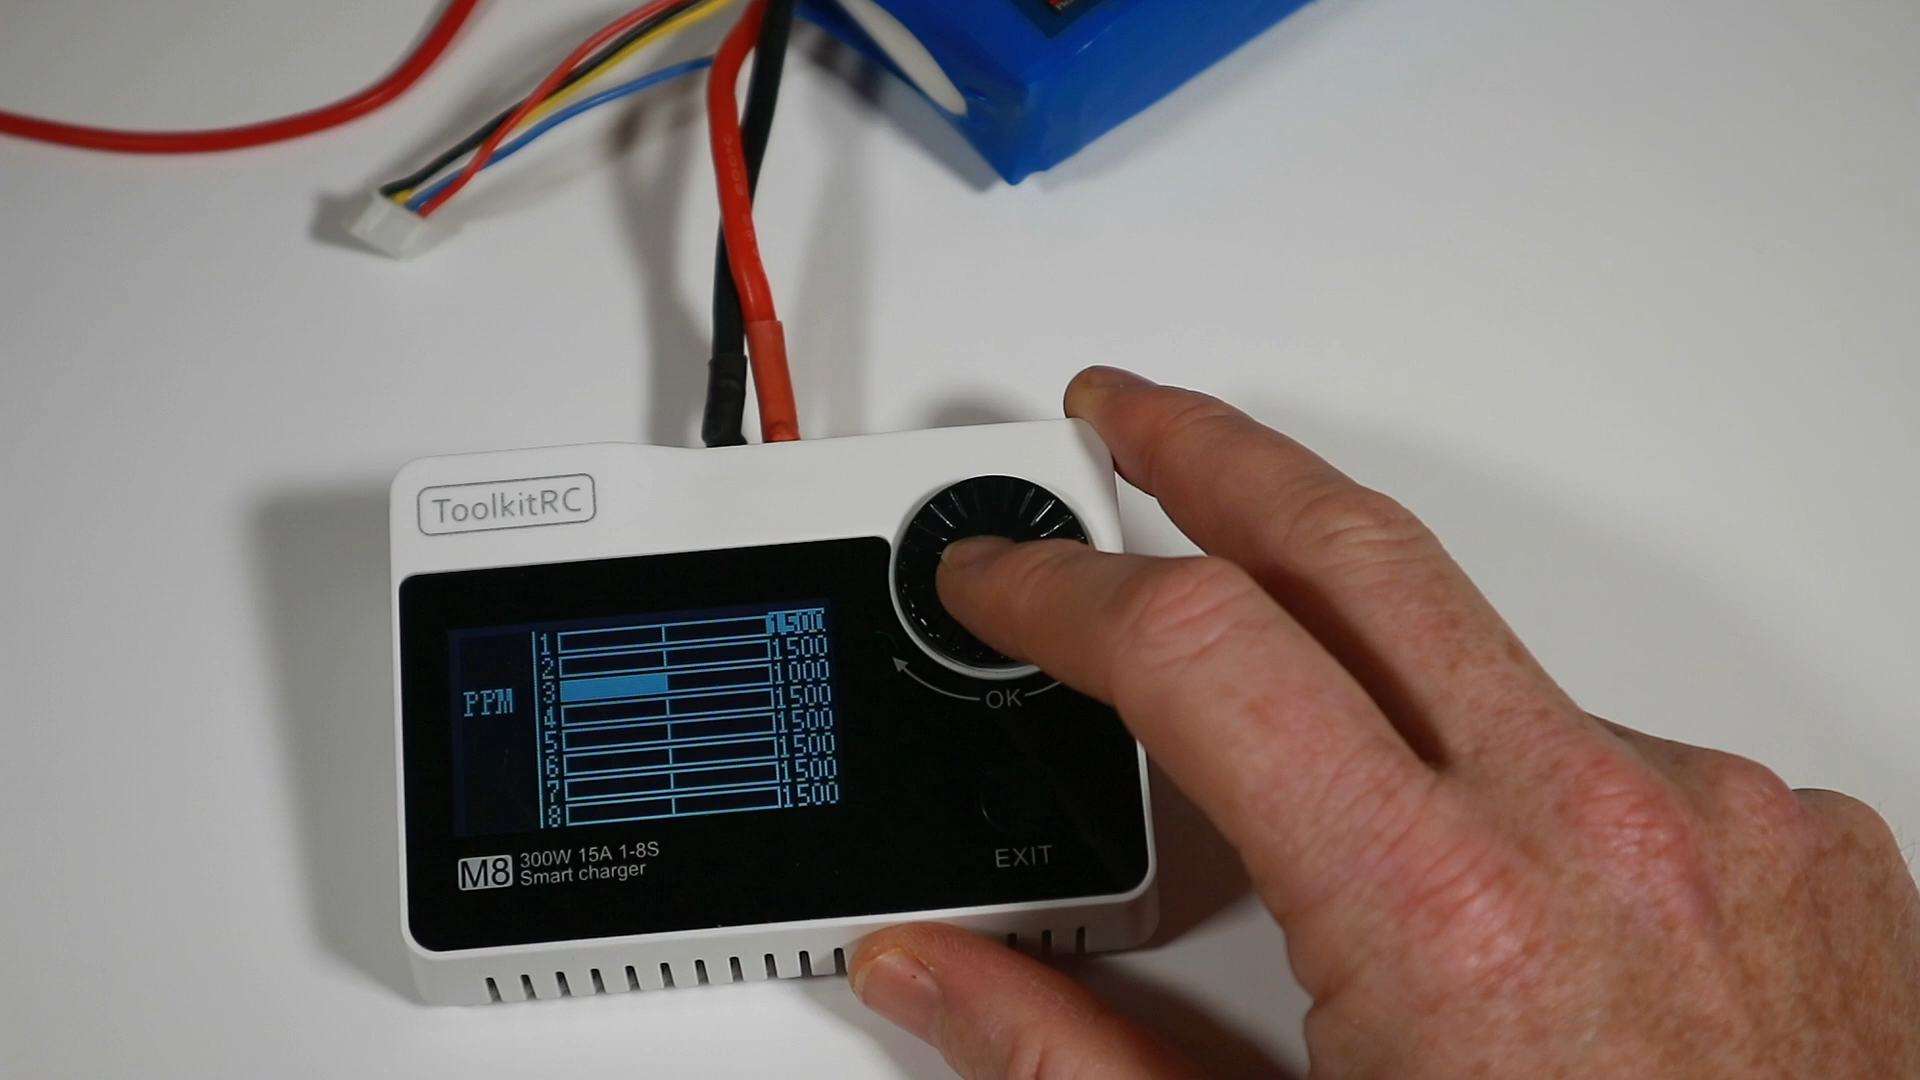 ToolkitRC
PPM
1 1500
2 1500
3 1000
4 1500
5 1500
6 1500
7 1500
8 1500
OK
EXIT
M8 300W 15A 1-8S
Smart charger